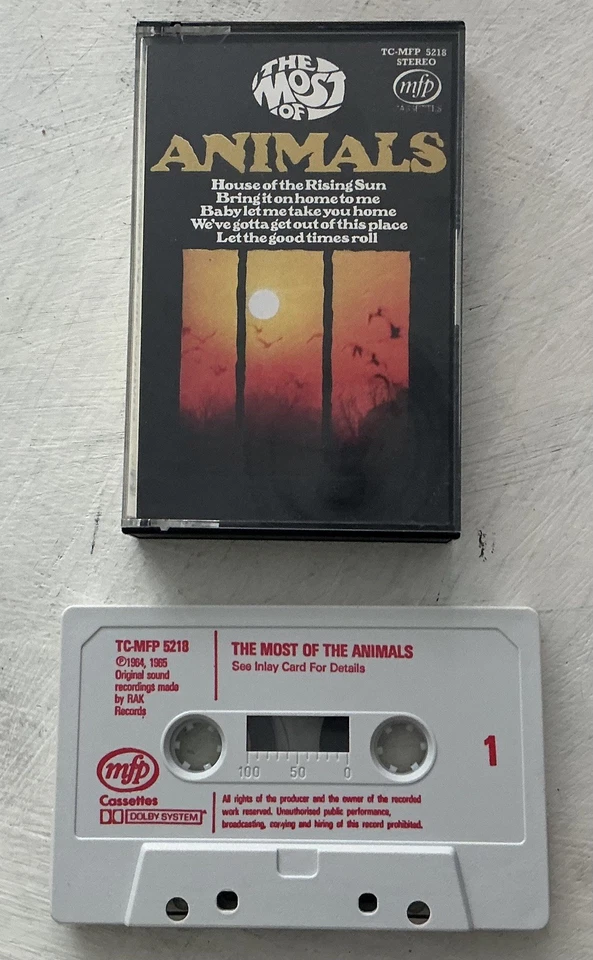 THE
MOST
OF
TC-MFP 5218
STEREO
mfp
ANIMALS
House of the Rising Sun
Bring it on home to me
Baby let me take you home
We've gotta get out of this place
Let the good times roll
TC-MFP 5218
℗1964, 1965
Original sound
recordings made
by RAK
Records
THE MOST OF THE ANIMALS
See Inlay Card For Details
1
100 50 0
mfp
Cassettes
DOLBY SYSTEM
All rights of the producer and the owner of the recorded
work reserved. Unauthorised public performance,
broadcasting, copying and hiring of this record prohibited.